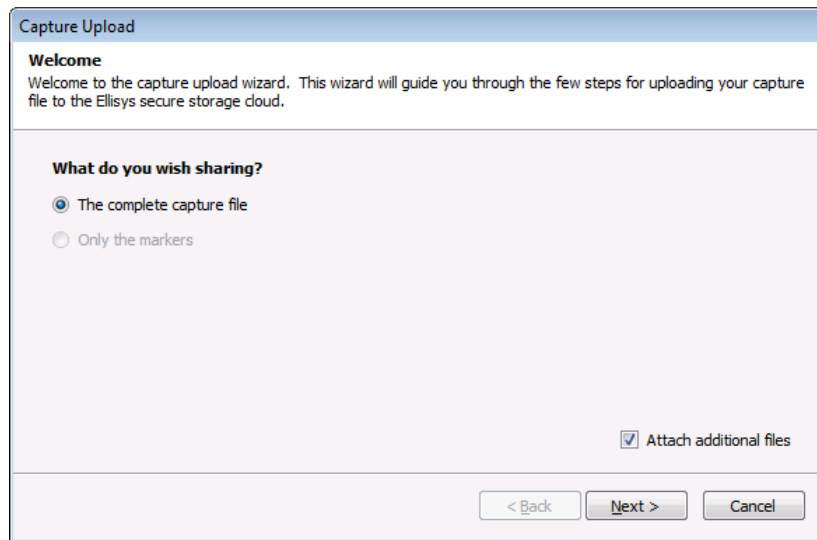 Capture Upload
Welcome
Welcome to the capture upload wizard. This wizard will guide you through the few steps for uploading your capture
file to the Ellisys secure storage cloud.
What do you wish sharing?
The complete capture file
Only the markers
Attach additional files
< Back Next > Cancel